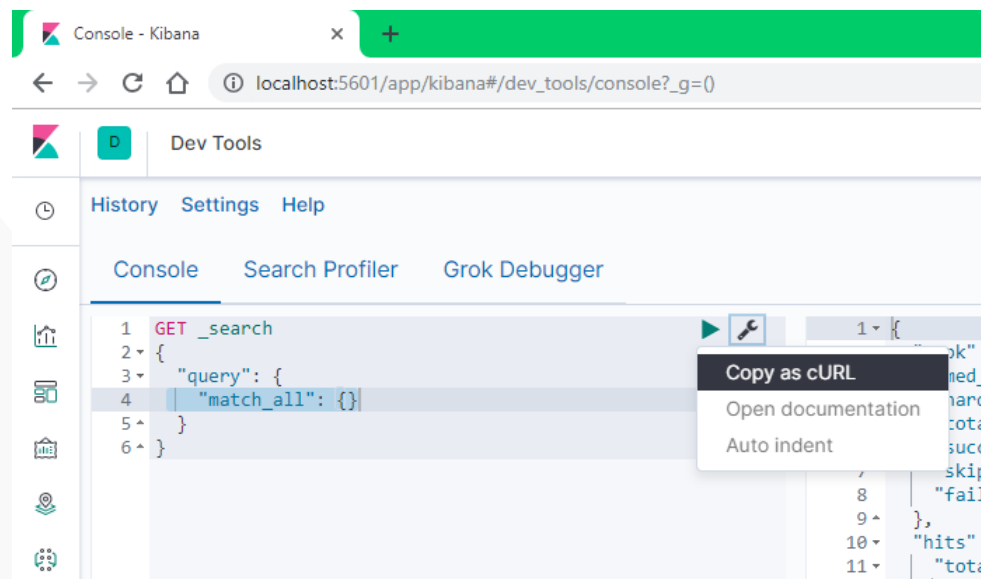 Console - Kibana
localhost:5601/app/kibana#/dev_tools/console?_g=()
D Dev Tools
History Settings Help
Console Search Profiler Grok Debugger
1 GET _search
2 {
3 "query": {
4 "match_all": {}
5 }
6 }
Copy as cURL
Open documentation
Auto indent
1 {
8 "fail
9 },
10 "hits"
11 "tota